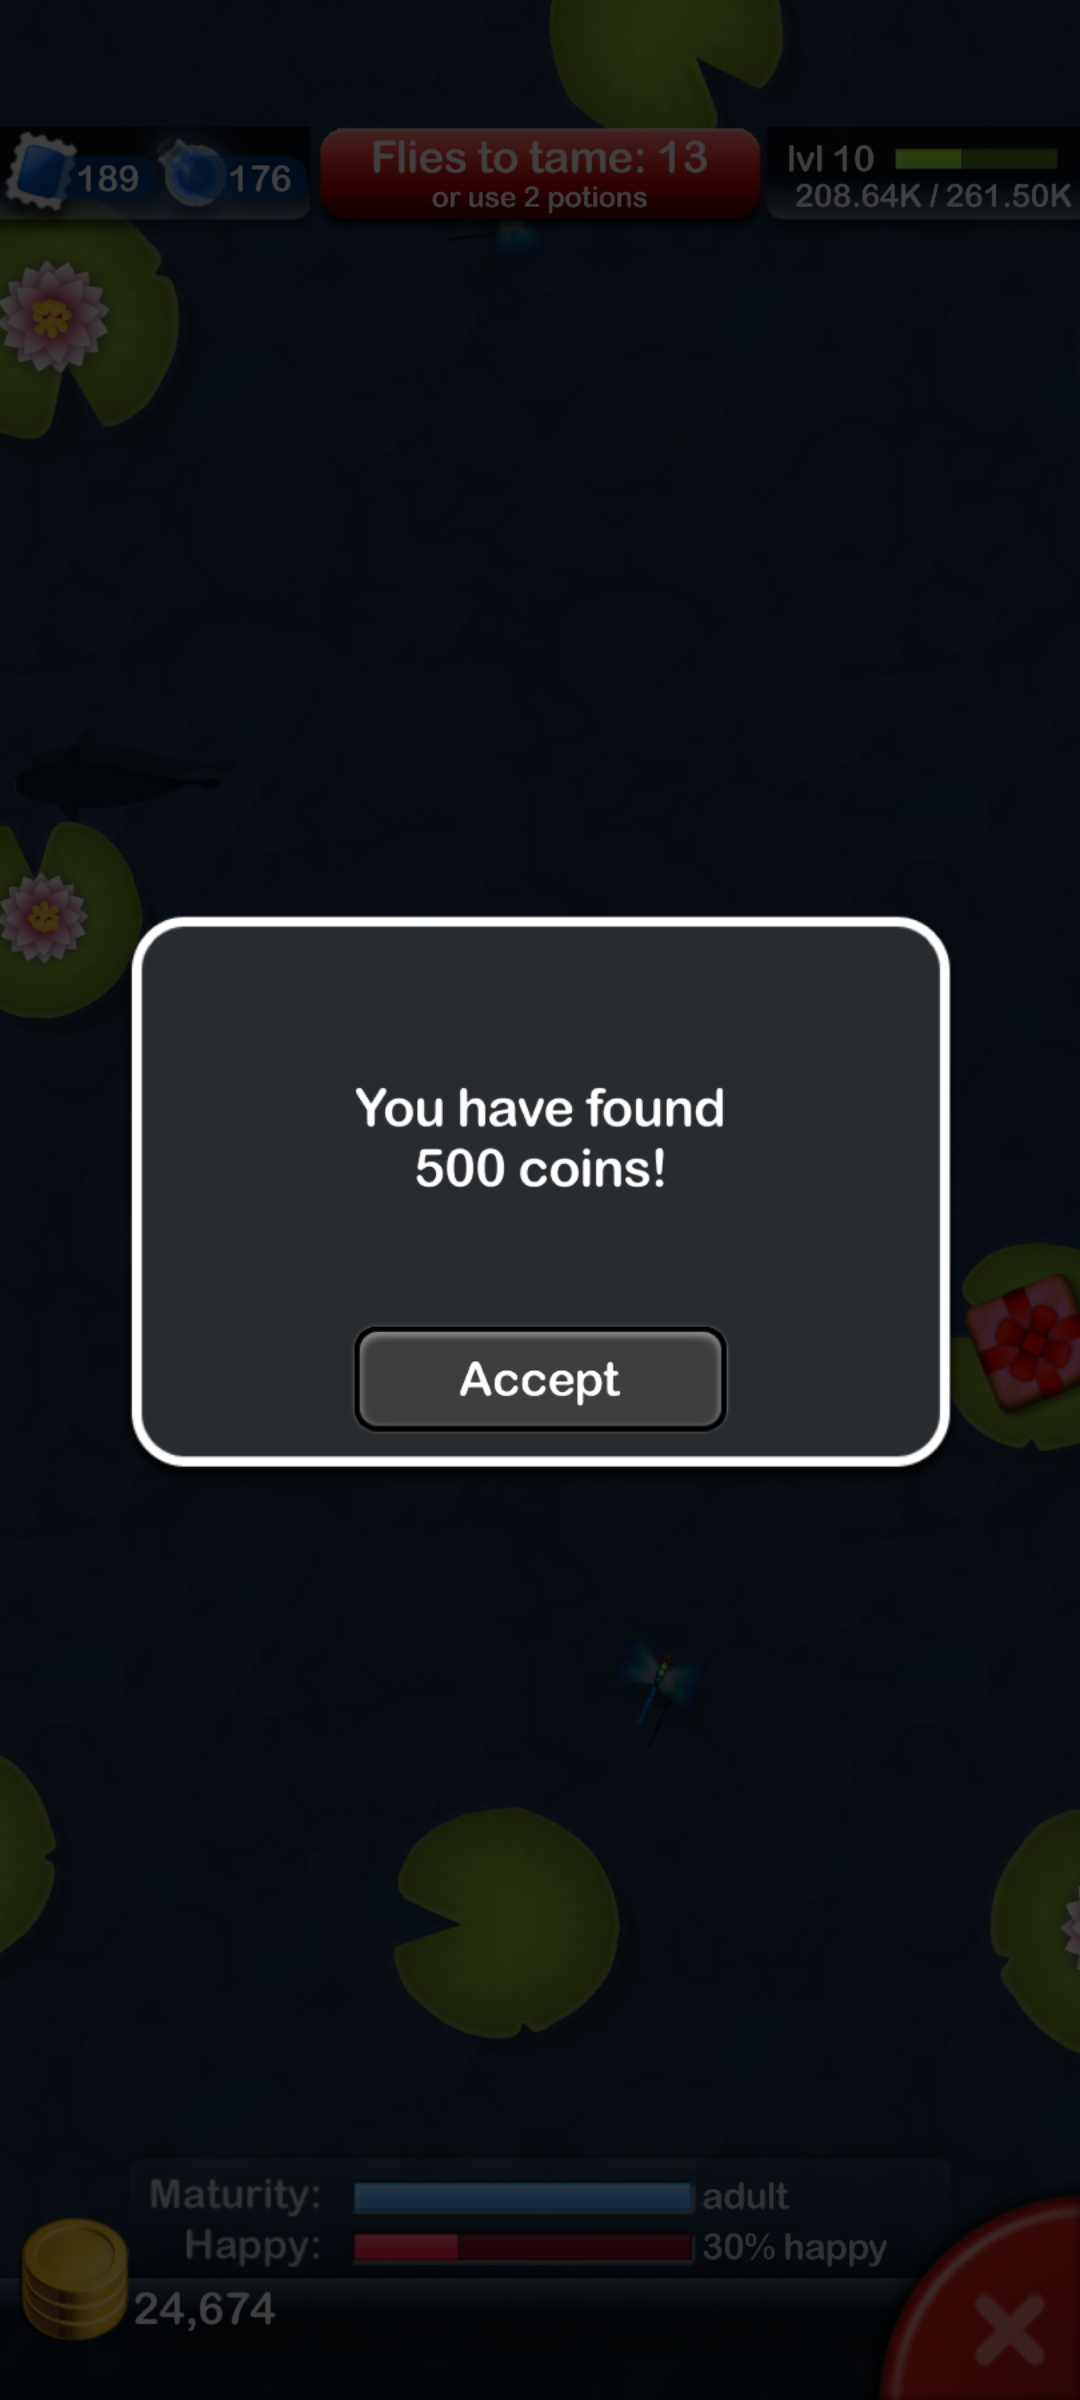 189
176
Flies to tame: 13
or use 2 potions
lvl 10
208.64K / 261.50K
You have found
500 coins!
Accept
Maturity:
adult
Happy:
30% happy
24,674